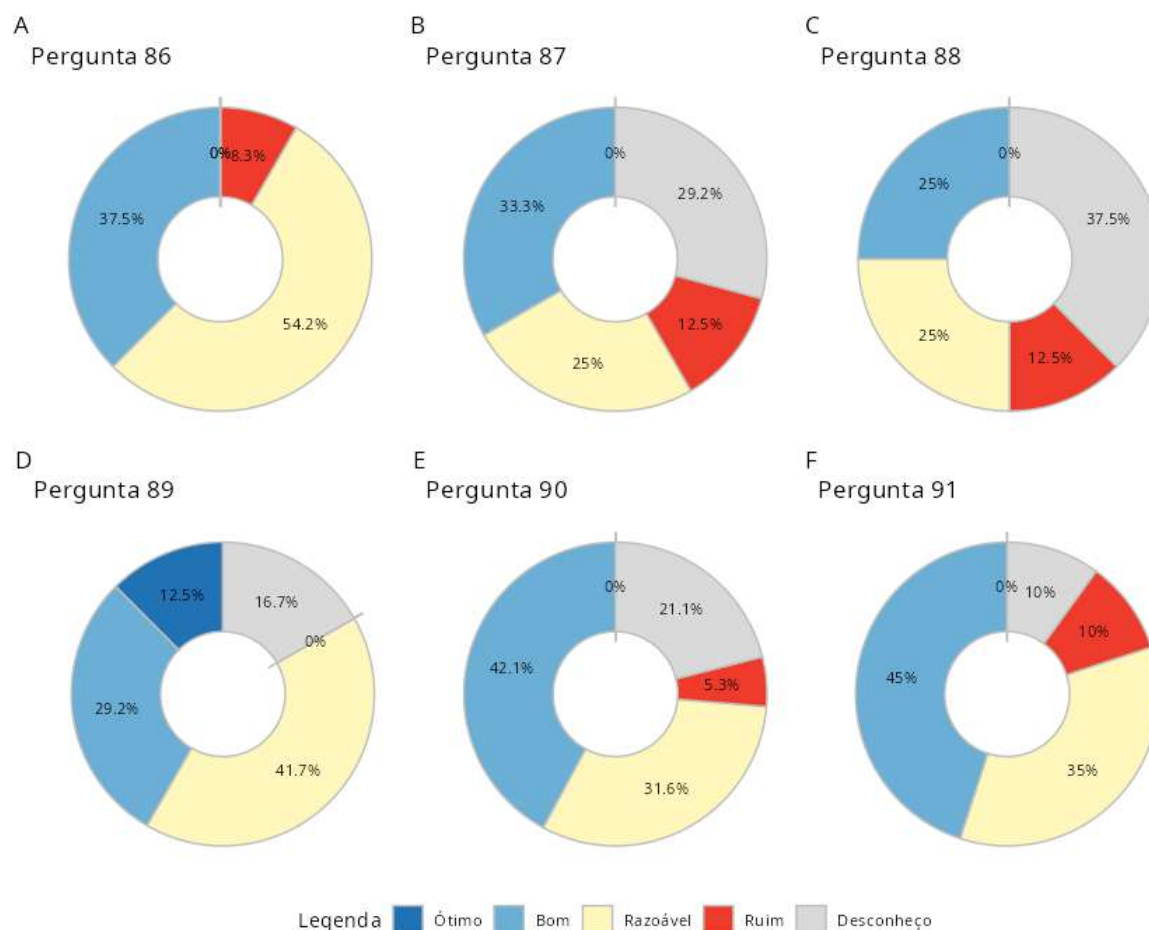 A
Pergunta 86
0%
8.3%
37.5%
54.2%
B
Pergunta 87
0%
29.2%
33.3%
12.5%
25%
C
Pergunta 88
0%
25%
37.5%
25%
12.5%
D
Pergunta 89
12.5%
16.7%
0%
29.2%
41.7%
E
Pergunta 90
0%
21.1%
42.1%
5.3%
31.6%
F
Pergunta 91
0%
10%
10%
45%
35%
Legenda Ótimo Bom Razoável Ruim Desconheço